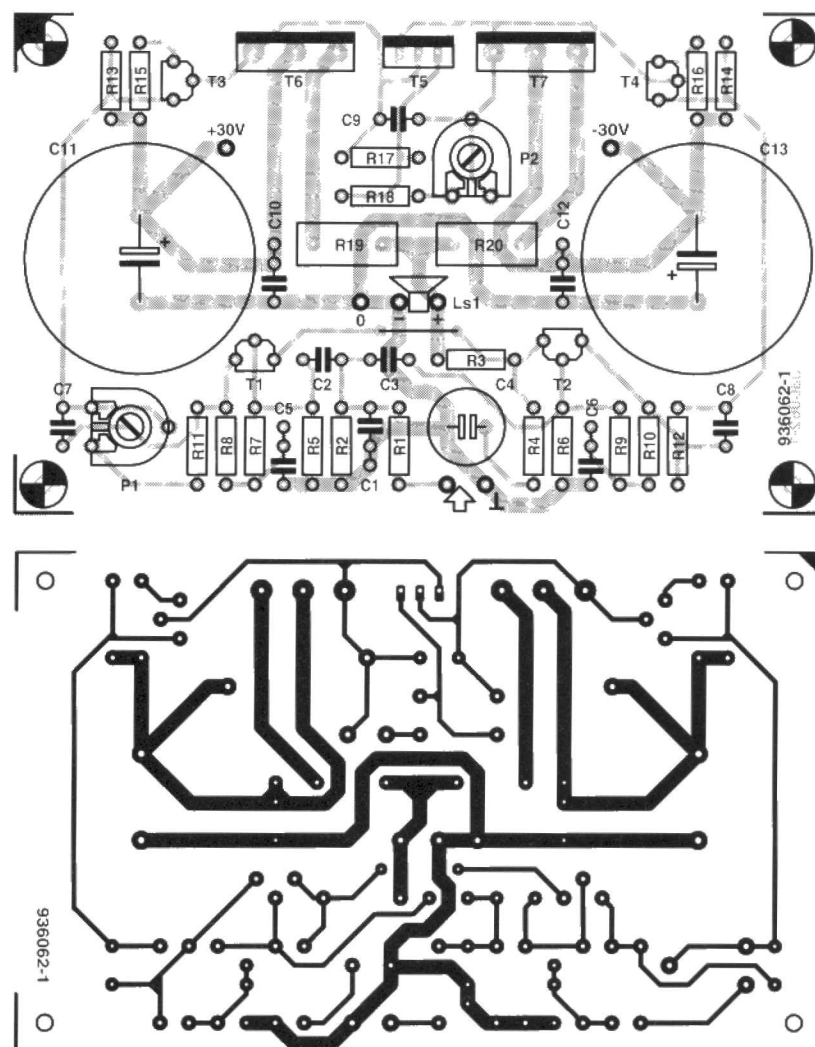 R13
R15
T3
T6
T5
T7
T4
R16
R14
C11
+30V
C9
P2
-30V
C13
R17
R18
C10
C12
R19
R20
+
+
0
-
+
Ls1
T1
C2
C3
R3
C4
T2
C7
C5
C6
C8
936062-1
R11
R8
R7
R5
R2
R1
R4
R6
R9
R10
R12
P1
C1
936062-1